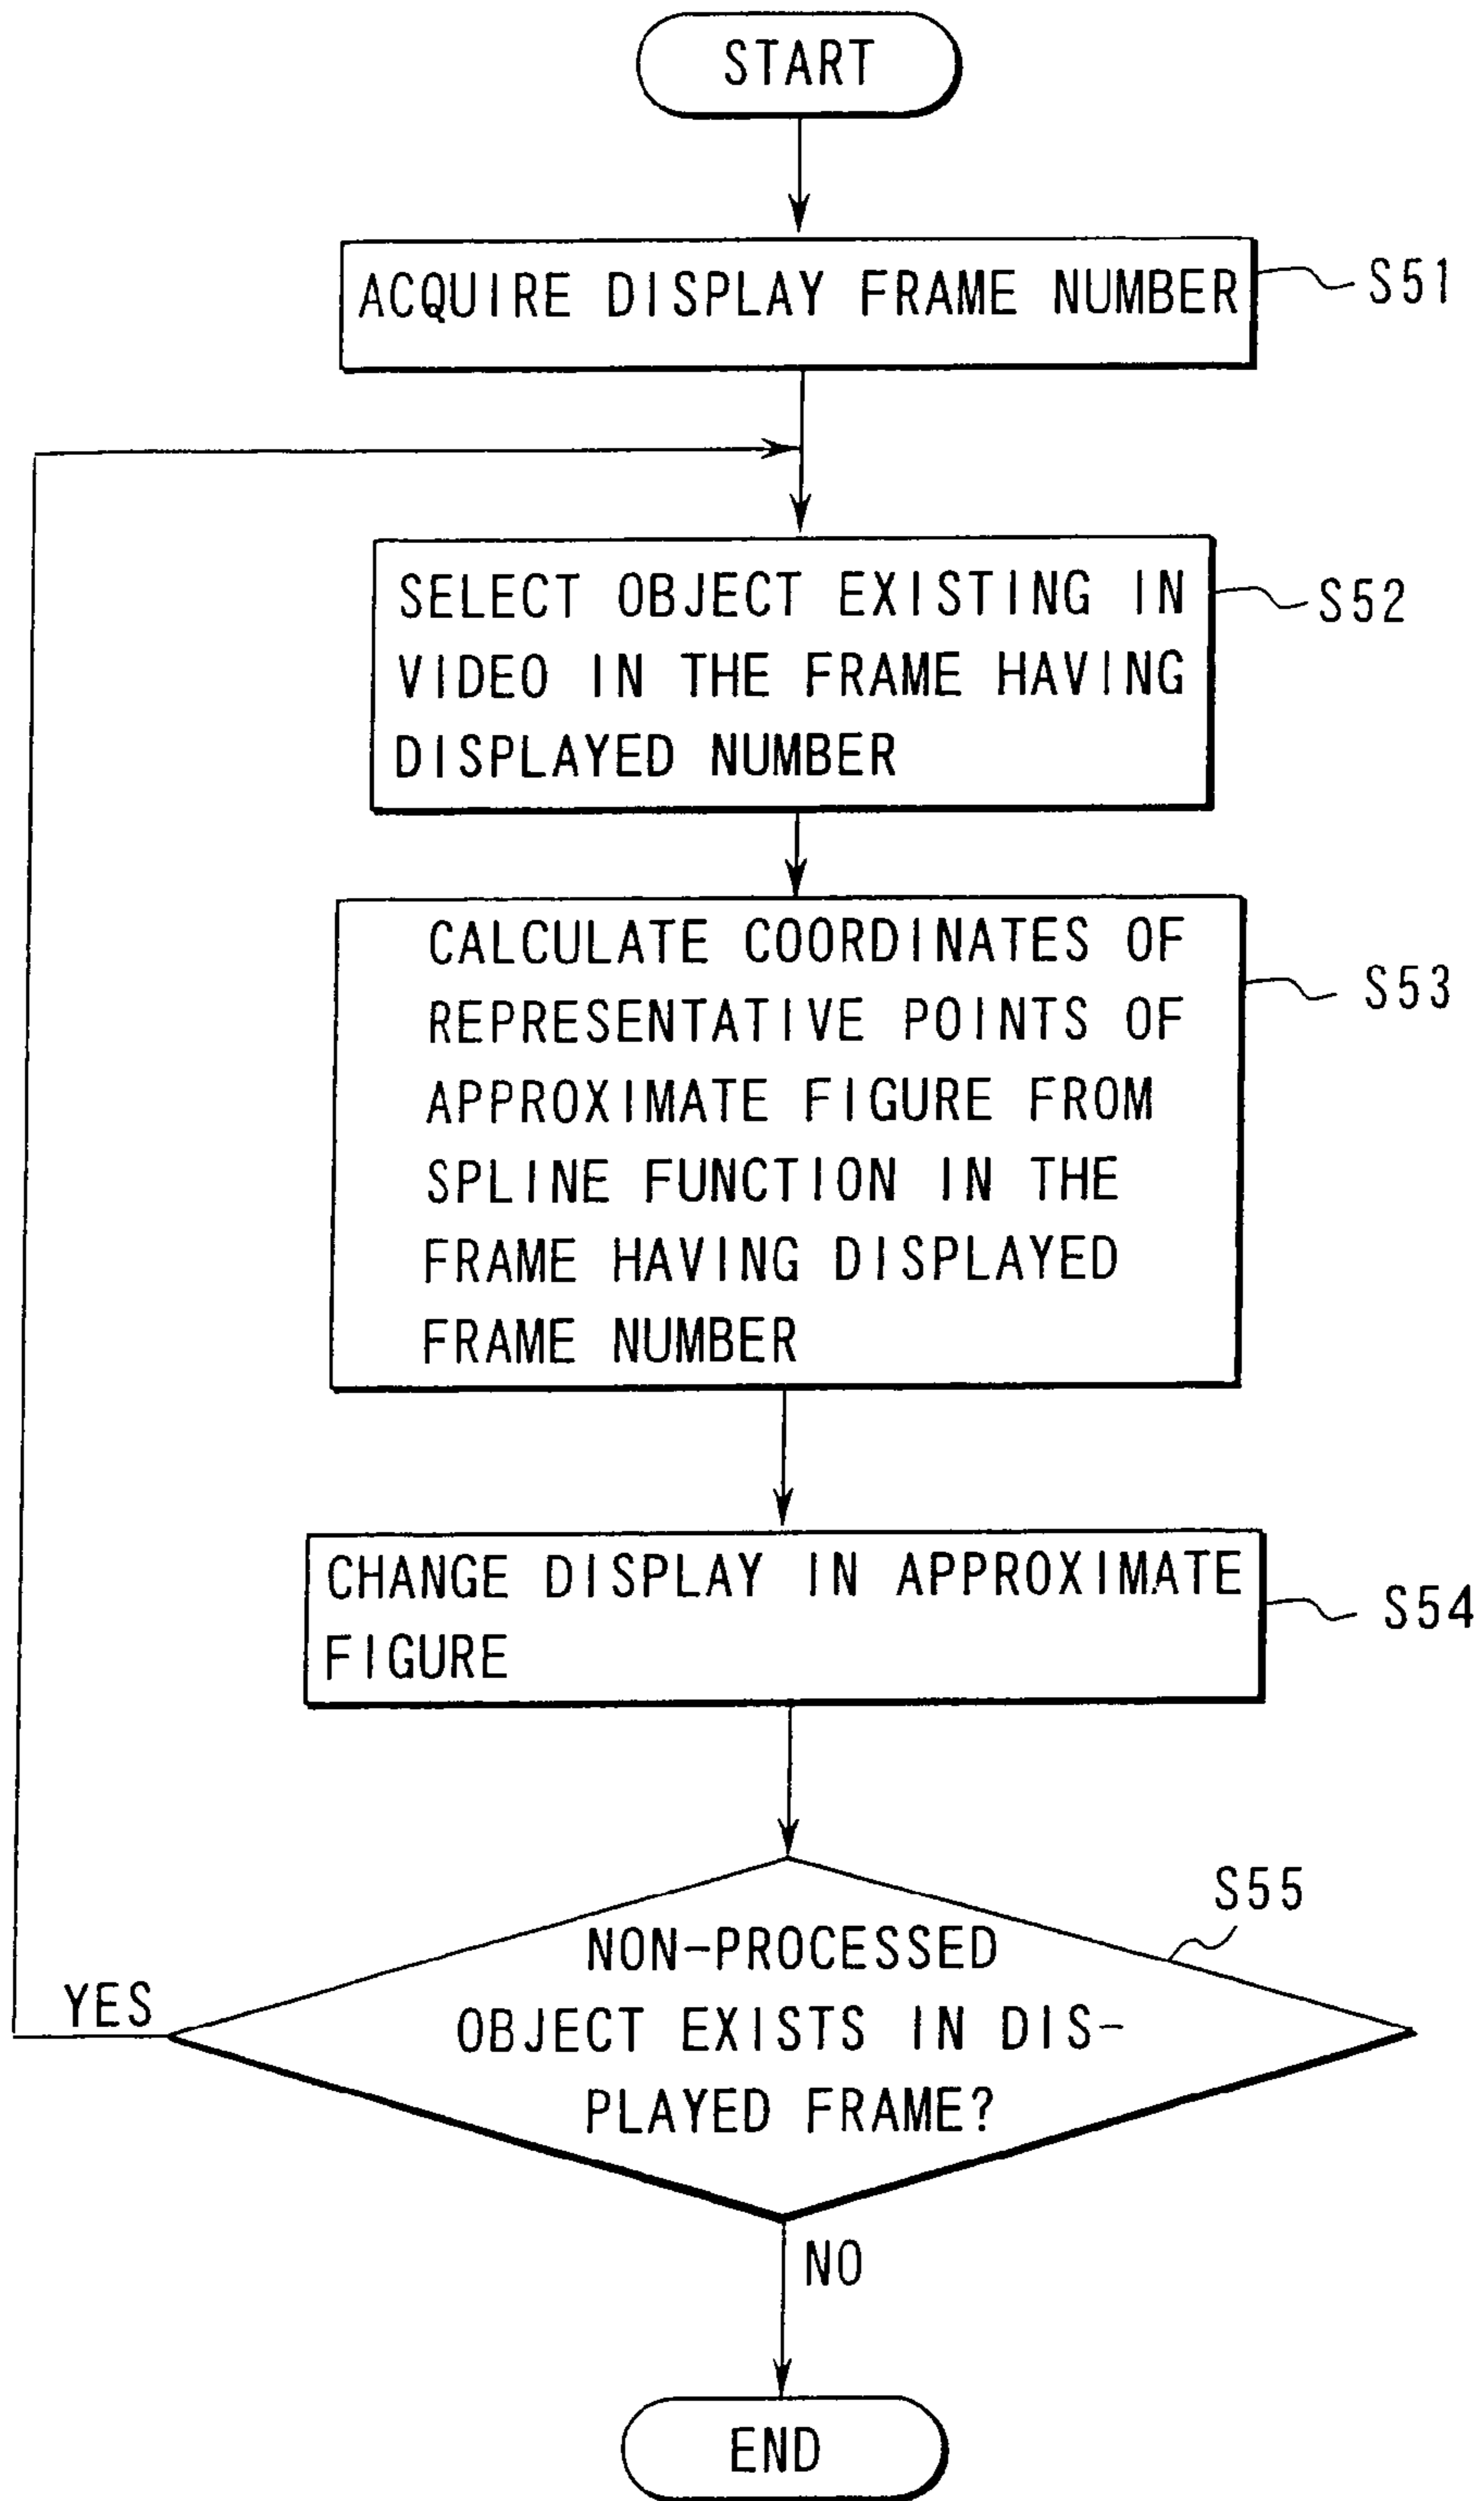 START
ACQUIRE DISPLAY FRAME NUMBER
S51
SELECT OBJECT EXISTING IN
VIDEO IN THE FRAME HAVING
DISPLAYED NUMBER
S52
CALCULATE COORDINATES OF
REPRESENTATIVE POINTS OF
APPROXIMATE FIGURE FROM
SPLINE FUNCTION IN THE
FRAME HAVING DISPLAYED
FRAME NUMBER
S53
CHANGE DISPLAY IN APPROXIMATE
FIGURE
S54
S55
NON-PROCESSED
OBJECT EXISTS IN DIS-
PLAYED FRAME?
YES
NO
END